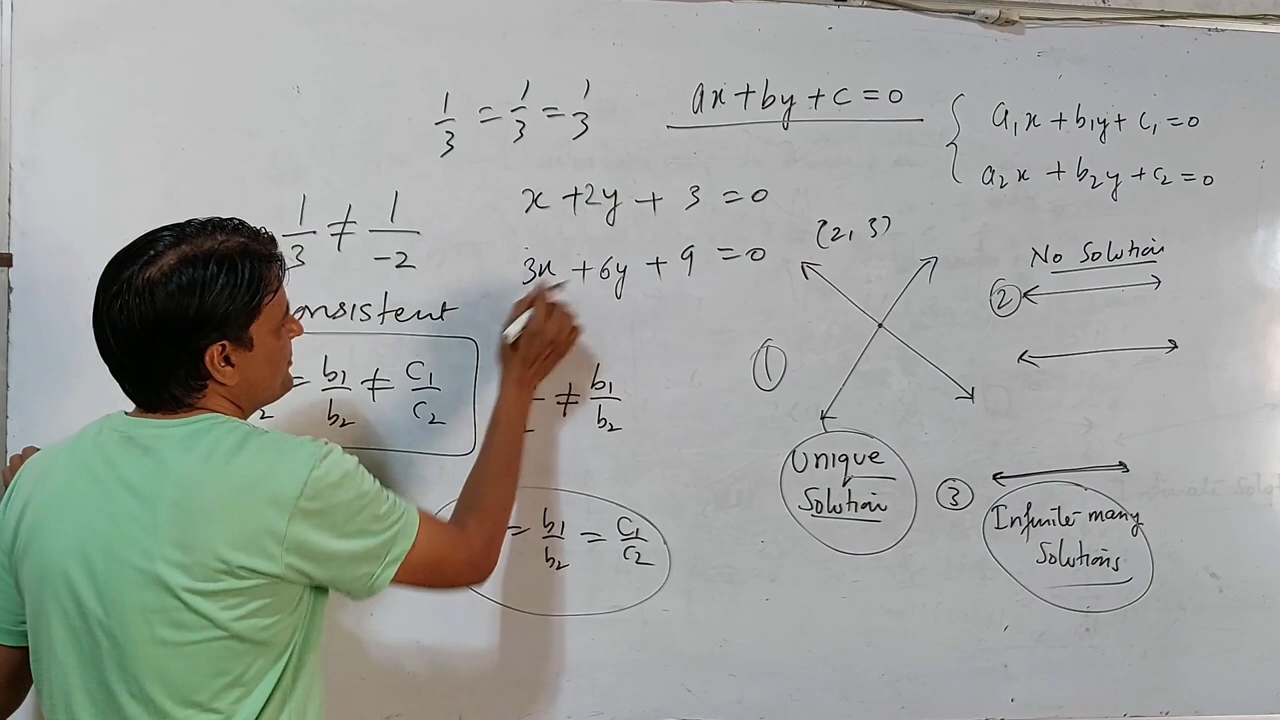 1/3 = 1/3 = 1/3
ax + by + c = 0
a₁x + b₁y + c₁ = 0
a₂x + b₂y + c₂ = 0
1/3 ≠ 1/-2
x + 2y + 3 = 0
3x + 6y + 9 = 0
(2, 3)
No Solution
②
onsistent
= b₁/b₂ ≠ c₁/c₂
≠ b₁/b₂
①
Unique
Solution
③
Infinite many
Solutions
= b₁/b₂ = c₁/c₂